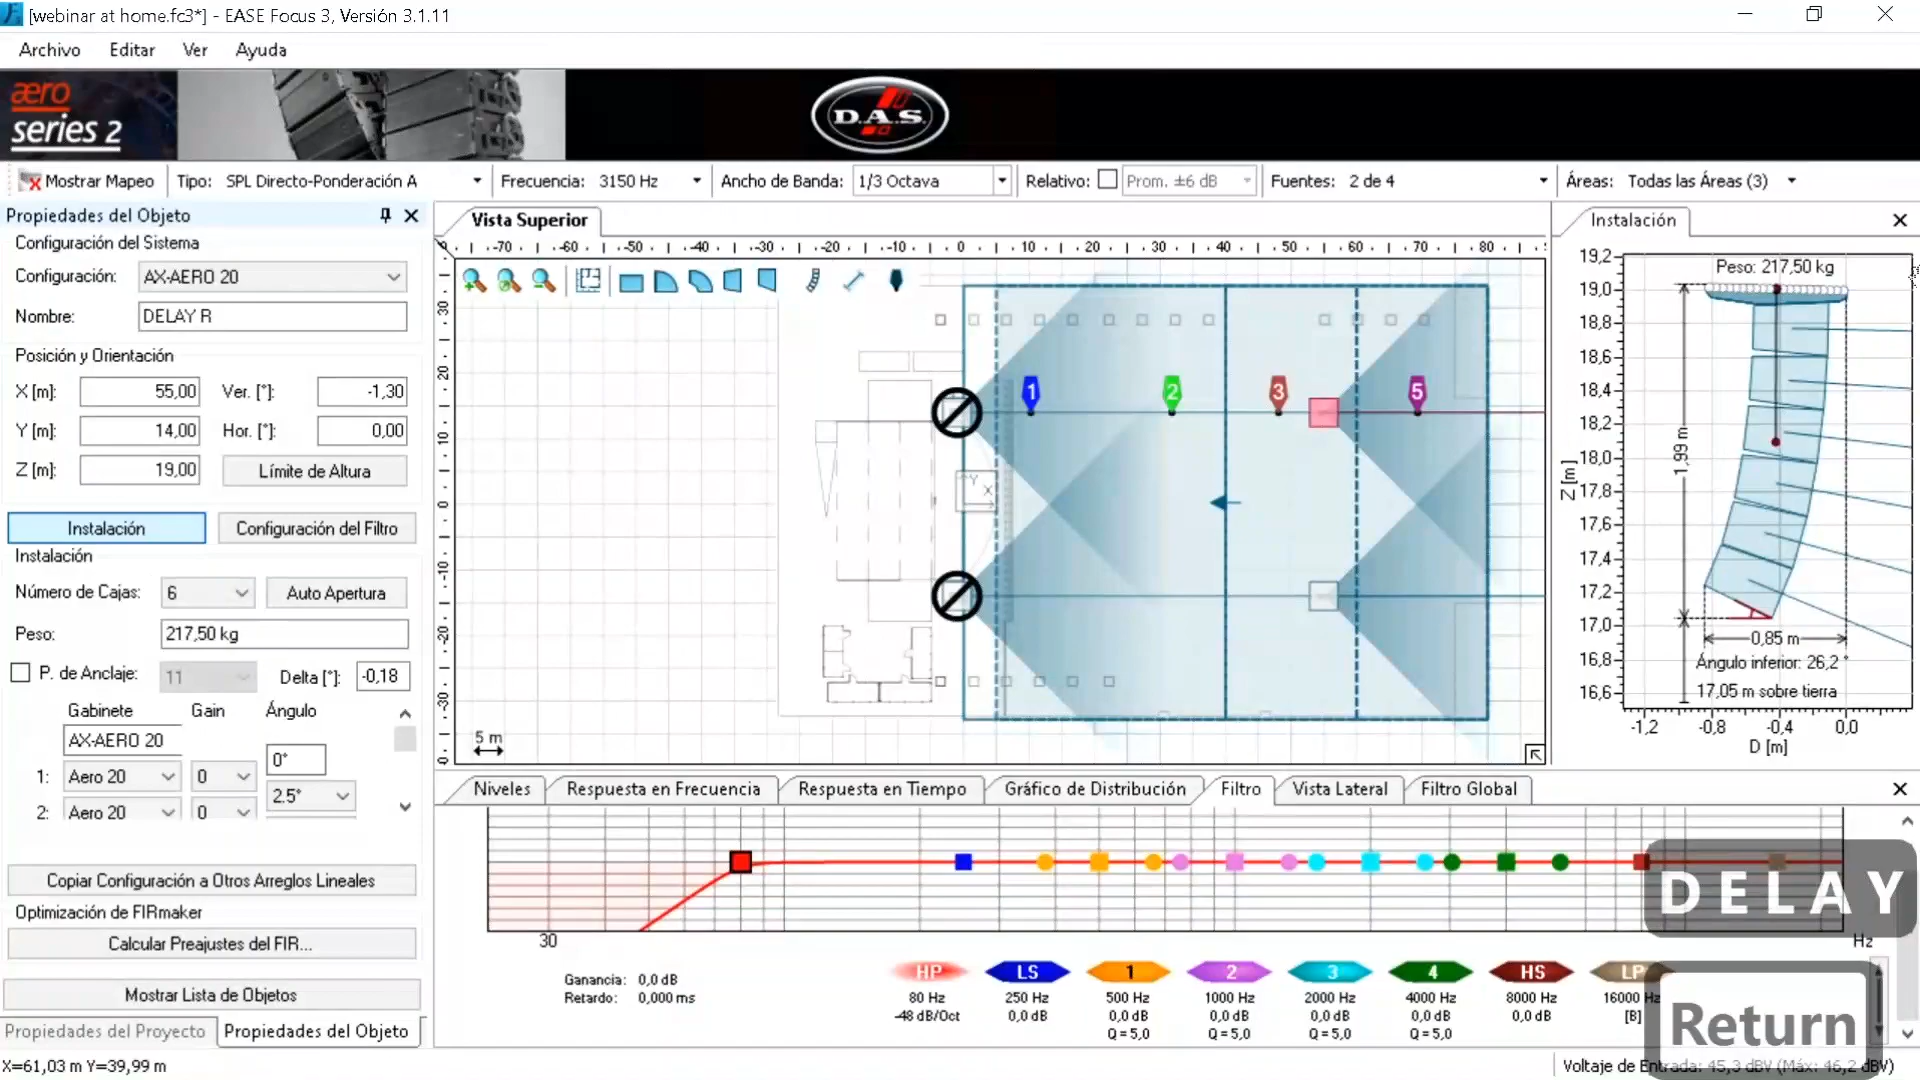 [webinar at home.fc3*] - EASE Focus 3, Versión 3.1.11
Archivo Editar Ver Ayuda
aero
series 2
D.A.S.
Mostrar Mapeo Tipo: SPL Directo-Ponderación A Frecuencia: 3150 Hz Ancho de Banda: 1/3 Octava Relativo: Prom. ±6 dB Fuentes: 2 de 4 Áreas: Todas las Áreas (3)
Propiedades del Objeto
Configuración del Sistema
Configuración: AX-AERO 20
Nombre: DELAY R
Posición y Orientación
X [m]: 55,00 Ver. [°]: -1,30
Y [m]: 14,00 Hor. [°]: 0,00
Z [m]: 19,00 Límite de Altura
Instalación Configuración del Filtro
Instalación
Número de Cajas: 6 Auto Apertura
Peso: 217,50 kg
P. de Anclaje: 11 Delta [°]: -0,18
Gabinete Gain Ángulo
AX-AERO 20
0°
1: Aero 20 0
2.5°
2: Aero 20 0
Copiar Configuración a Otros Arreglos Lineales
Optimización de FIRmaker
Calcular Preajustes del FIR...
Mostrar Lista de Objetos
Propiedades del Proyecto Propiedades del Objeto
X=61,03 m Y=39,99 m
Vista Superior
-70 -60 -50 -40 -30 -20 -10 0 10 20 30 40 50 60 70 80
30
20
10
0
-10
-20
-30
1 2 3 5
Y
X
5 m
Instalación
19,2
19,0
18,8
18,6
18,4
18,2
18,0
17,8
17,6
17,4
17,2
17,0
16,8
16,6
Z [m]
Peso: 217,50 kg
1,99 m
0,85 m
Ángulo inferior: 26,2 °
17,05 m sobre tierra
-1,2 -0,8 -0,4 0,0
D [m]
Niveles Respuesta en Frecuencia Respuesta en Tiempo Gráfico de Distribución Filtro Vista Lateral Filtro Global
30
Hz
Ganancia: 0,0 dB
Retardo: 0,000 ms
HP LS 1 2 3 4 HS LP
80 Hz 250 Hz 500 Hz 1000 Hz 2000 Hz 4000 Hz 8000 Hz 16000 Hz
-48 dB/Oct 0,0 dB 0,0 dB 0,0 dB 0,0 dB 0,0 dB 0,0 dB [B]
Q = 5,0 Q = 5,0 Q = 5,0 Q = 5,0
DELAY
Return
Voltaje de Entrada: 45,3 dBV (Máx: 46,2 dBV)